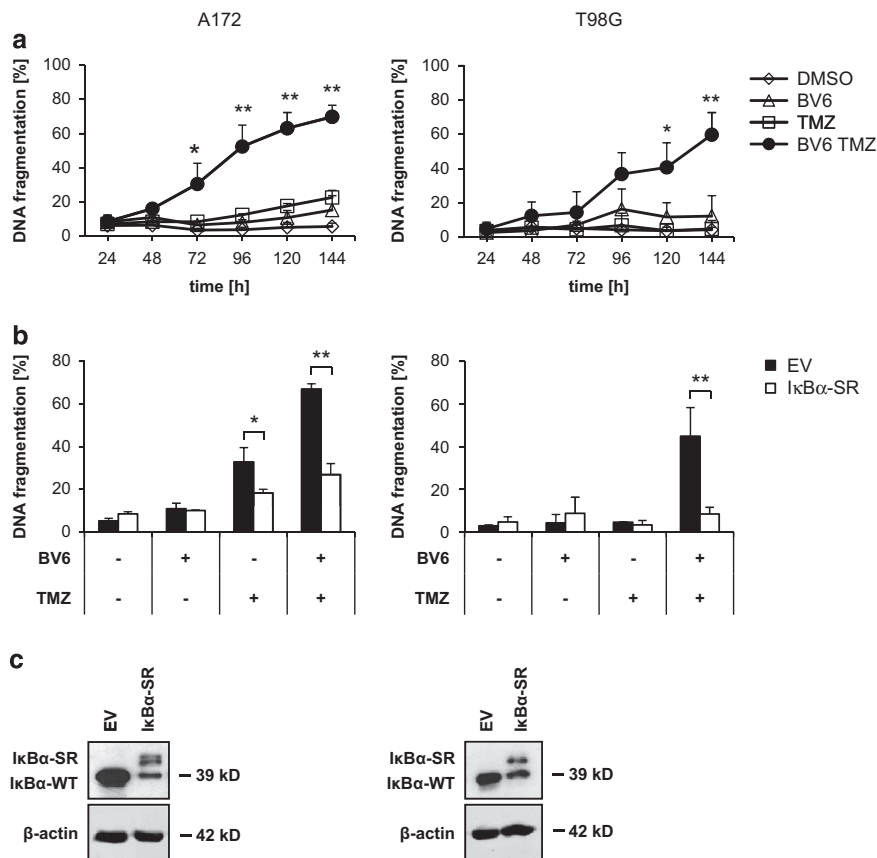 A172
T98G
a
DNA fragmentation [%]
100
80
60
40
20
0
*
**
**
**
24 48 72 96 120 144
time [h]
DNA fragmentation [%]
100
80
60
40
20
0
*
**
24 48 72 96 120 144
time [h]
DMSO
BV6
TMZ
BV6 TMZ
b
DNA fragmentation [%]
80
60
40
20
0
*
**
BV6 - + - +
TMZ - - + +
DNA fragmentation [%]
80
60
40
20
0
**
- + - +
- - + +
EV
IκBα-SR
c
EV
IκBα-SR
IκBα-SR
IκBα-WT
– 39 kD
β-actin
– 42 kD
EV
IκBα-SR
IκBα-SR
IκBα-WT
– 39 kD
β-actin
– 42 kD